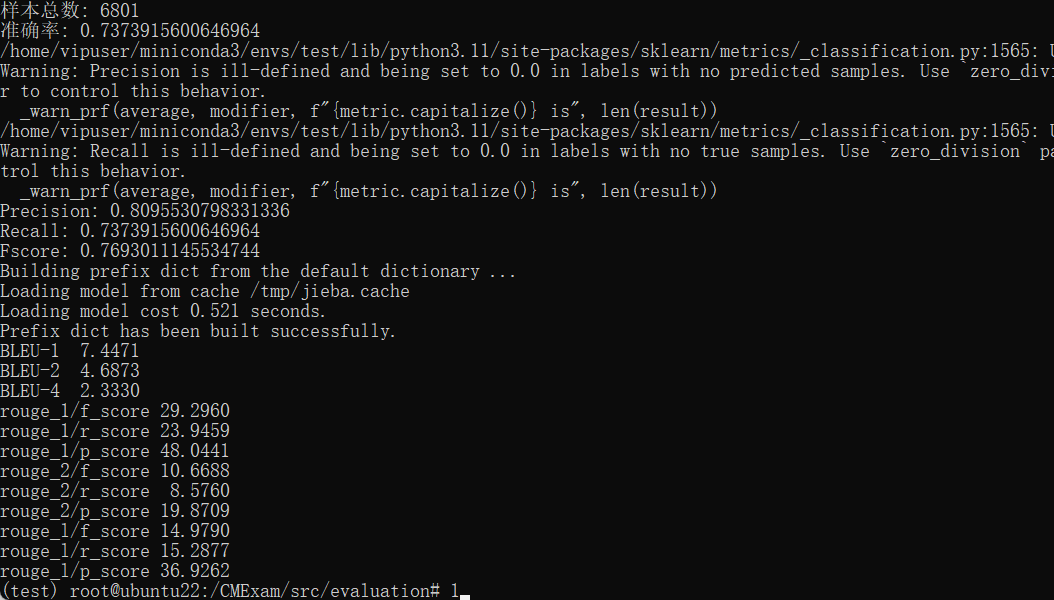 样本总数: 6801
准确率: 0.7373915600646964
/home/vipuser/miniconda3/envs/test/lib/python3.11/site-packages/sklearn/metrics/_classification.py:1565: U
Warning: Precision is ill-defined and being set to 0.0 in labels with no predicted samples. Use `zero_divi
r to control this behavior.
  _warn_prf(average, modifier, f"{metric.capitalize()} is", len(result))
/home/vipuser/miniconda3/envs/test/lib/python3.11/site-packages/sklearn/metrics/_classification.py:1565: U
Warning: Recall is ill-defined and being set to 0.0 in labels with no true samples. Use `zero_division` pa
trol this behavior.
  _warn_prf(average, modifier, f"{metric.capitalize()} is", len(result))
Precision: 0.8095530798331336
Recall: 0.7373915600646964
Fscore: 0.7693011145534744
Building prefix dict from the default dictionary ...
Loading model from cache /tmp/jieba.cache
Loading model cost 0.521 seconds.
Prefix dict has been built successfully.
BLEU-1  7.4471
BLEU-2  4.6873
BLEU-4  2.3330
rouge_1/f_score 29.2960
rouge_1/r_score 23.9459
rouge_1/p_score 48.0441
rouge_2/f_score 10.6688
rouge_2/r_score  8.5760
rouge_2/p_score 19.8709
rouge_l/f_score 14.9790
rouge_l/r_score 15.2877
rouge_l/p_score 36.9262
(test) root@ubuntu22:/CMExam/src/evaluation# l